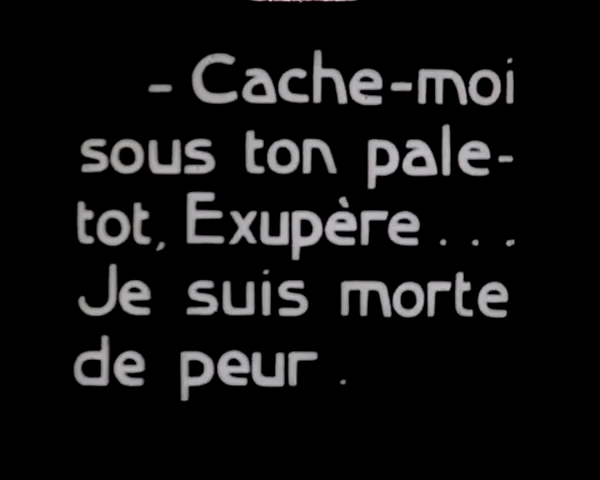 - Cache-moi
sous ton pale-
tot, Exupère...
Je suis morte
de peur.